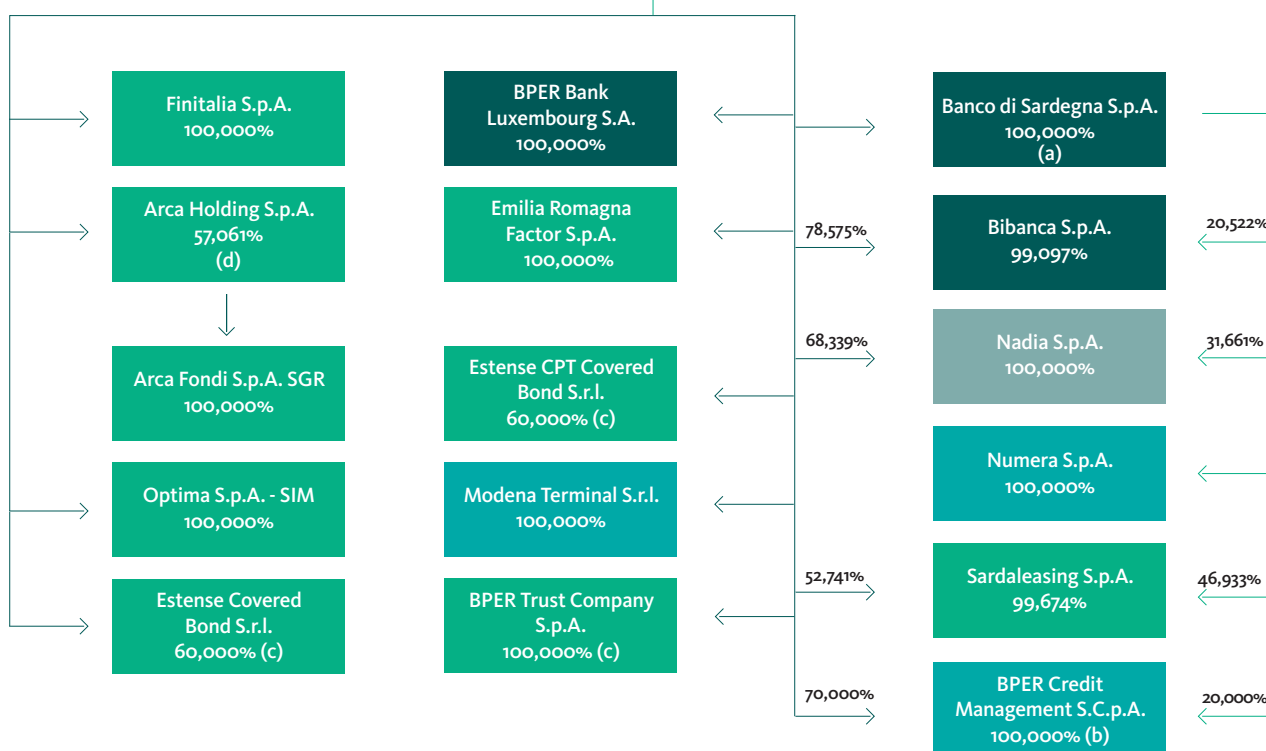 Finitalia S.p.A.
100,000%
BPER Bank
Luxembourg S.A.
100,000%
Banco di Sardegna S.p.A.
100,000%
(a)
Arca Holding S.p.A.
57,061%
(d)
Emilia Romagna
Factor S.p.A.
100,000%
78,575%
Bibanca S.p.A.
99,097%
20,522%
Arca Fondi S.p.A. SGR
100,000%
Estense CPT Covered
Bond S.r.l.
60,000% (c)
68,339%
Nadia S.p.A.
100,000%
31,661%
Optima S.p.A. - SIM
100,000%
Modena Terminal S.r.l.
100,000%
Numera S.p.A.
100,000%
Estense Covered
Bond S.r.l.
60,000% (c)
BPER Trust Company
S.p.A.
100,000% (c)
52,741%
Sardaleasing S.p.A.
99,674%
46,933%
70,000%
BPER Credit
Management S.C.p.A.
100,000% (b)
20,000%